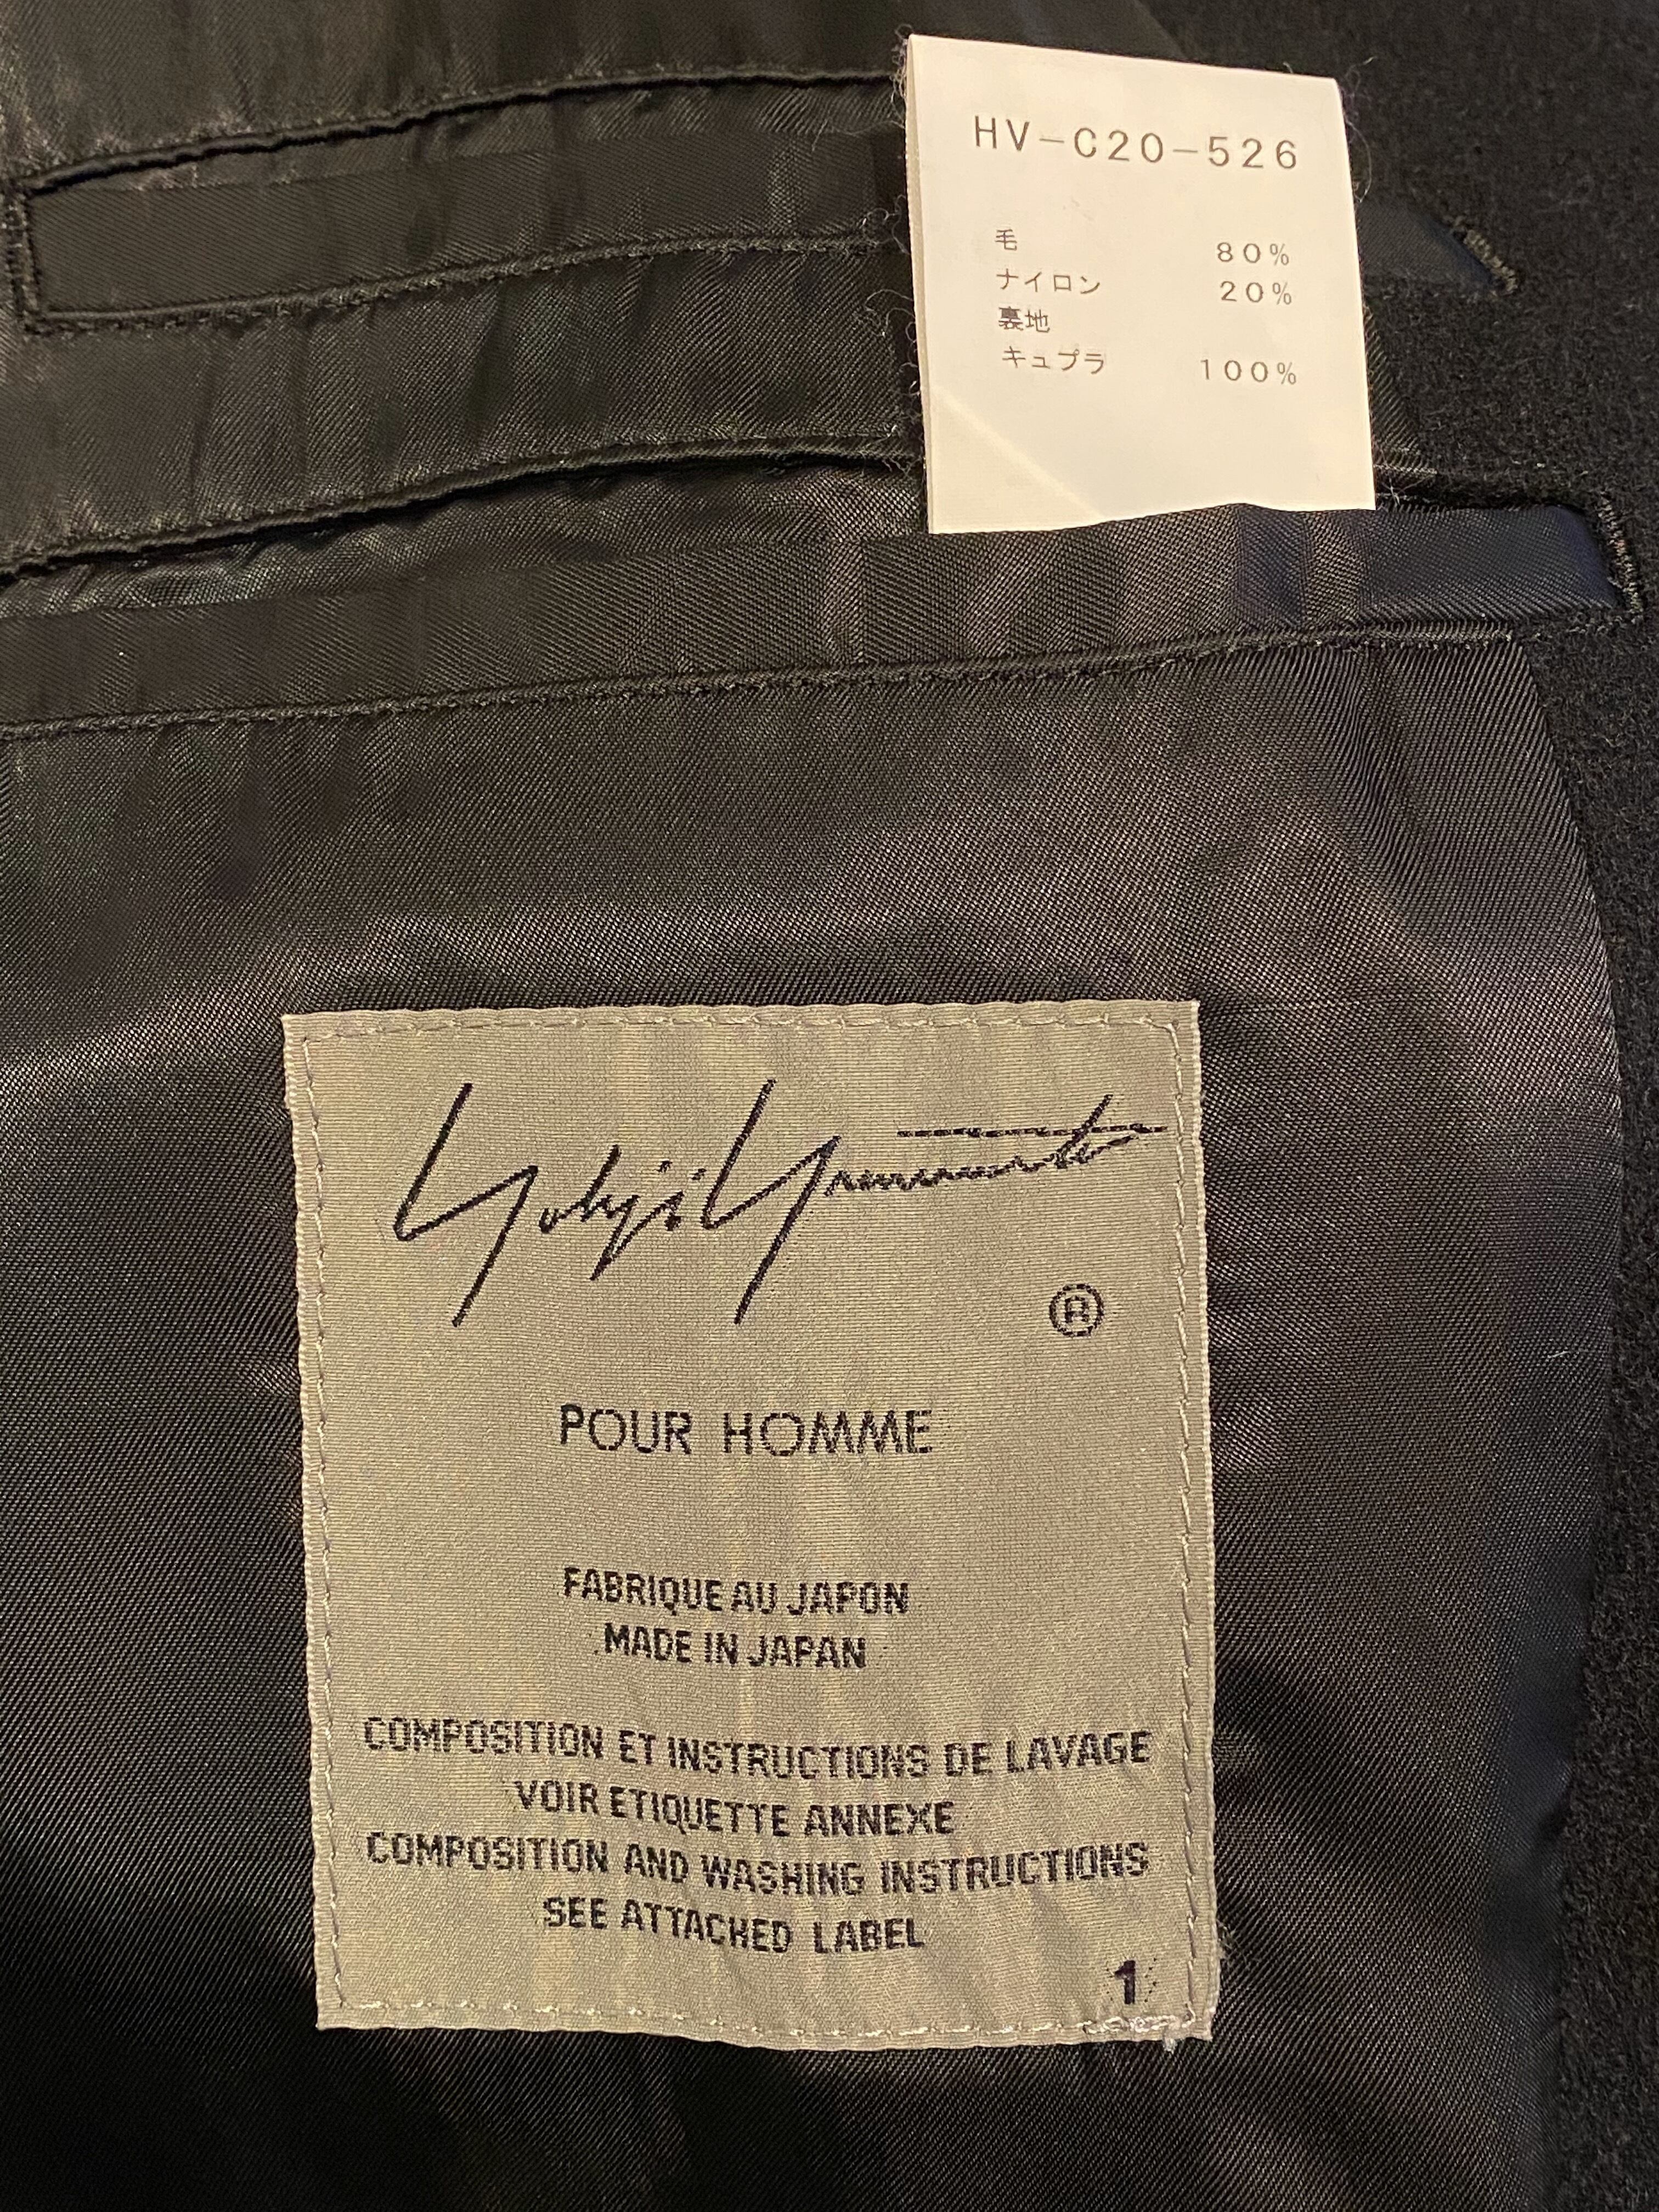 HV-C20-526
毛 80%
ナイロン 20%
裏地
キュプラ 100%
Yohji Yamamoto
®
POUR HOMME
FABRIQUE AU JAPON
MADE IN JAPAN
COMPOSITION ET INSTRUCTIONS DE LAVAGE
VOIR ETIQUETTE ANNEXE
COMPOSITION AND WASHING INSTRUCTIONS
SEE ATTACHED LABEL
1